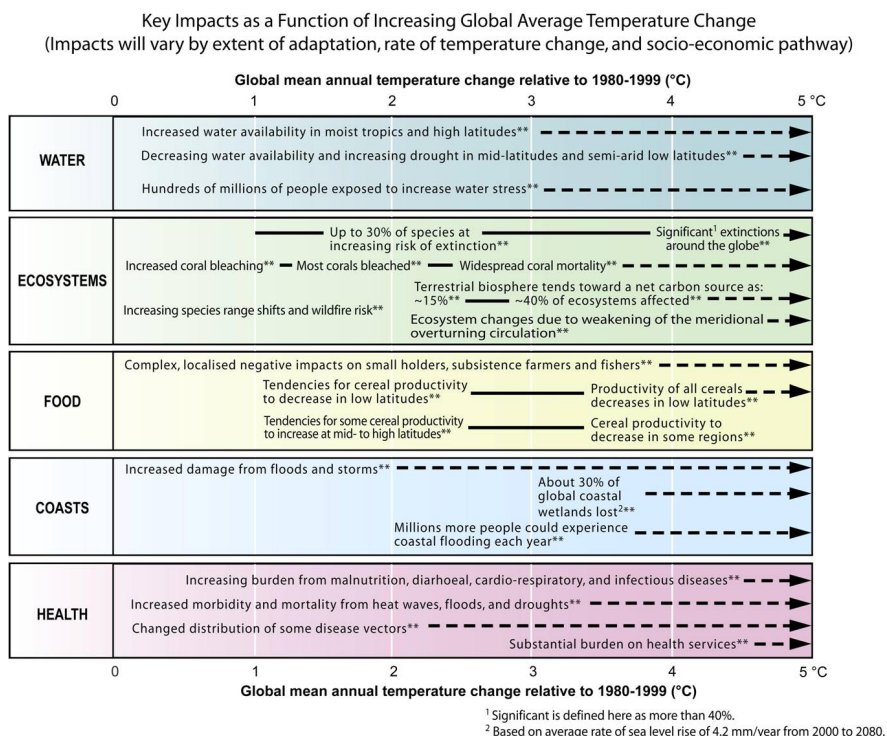 Key Impacts as a Function of Increasing Global Average Temperature Change
(Impacts will vary by extent of adaptation, rate of temperature change, and socio-economic pathway)
Global mean annual temperature change relative to 1980-1999 (°C)
0 1 2 3 4 5 °C
WATER
Increased water availability in moist tropics and high latitudes**
Decreasing water availability and increasing drought in mid-latitudes and semi-arid low latitudes**
Hundreds of millions of people exposed to increase water stress**
ECOSYSTEMS
Up to 30% of species at
increasing risk of extinction**
Significant¹ extinctions
around the globe**
Increased coral bleaching** Most corals bleached** Widespread coral mortality**
Terrestrial biosphere tends toward a net carbon source as:
~15%** ~40% of ecosystems affected**
Increasing species range shifts and wildfire risk**
Ecosystem changes due to weakening of the meridional
overturning circulation**
FOOD
Complex, localised negative impacts on small holders, subsistence farmers and fishers**
Tendencies for cereal productivity
to decrease in low latitudes**
Productivity of all cereals
decreases in low latitudes**
Tendencies for some cereal productivity
to increase at mid- to high latitudes**
Cereal productivity to
decrease in some regions**
COASTS
Increased damage from floods and storms**
About 30% of
global coastal
wetlands lost²**
Millions more people could experience
coastal flooding each year**
HEALTH
Increasing burden from malnutrition, diarhoeal, cardio-respiratory, and infectious diseases**
Increased morbidity and mortality from heat waves, floods, and droughts**
Changed distribution of some disease vectors**
Substantial burden on health services**
0 1 2 3 4 5 °C
Global mean annual temperature change relative to 1980-1999 (°C)
¹ Significant is defined here as more than 40%.
² Based on average rate of sea level rise of 4.2 mm/year from 2000 to 2080.